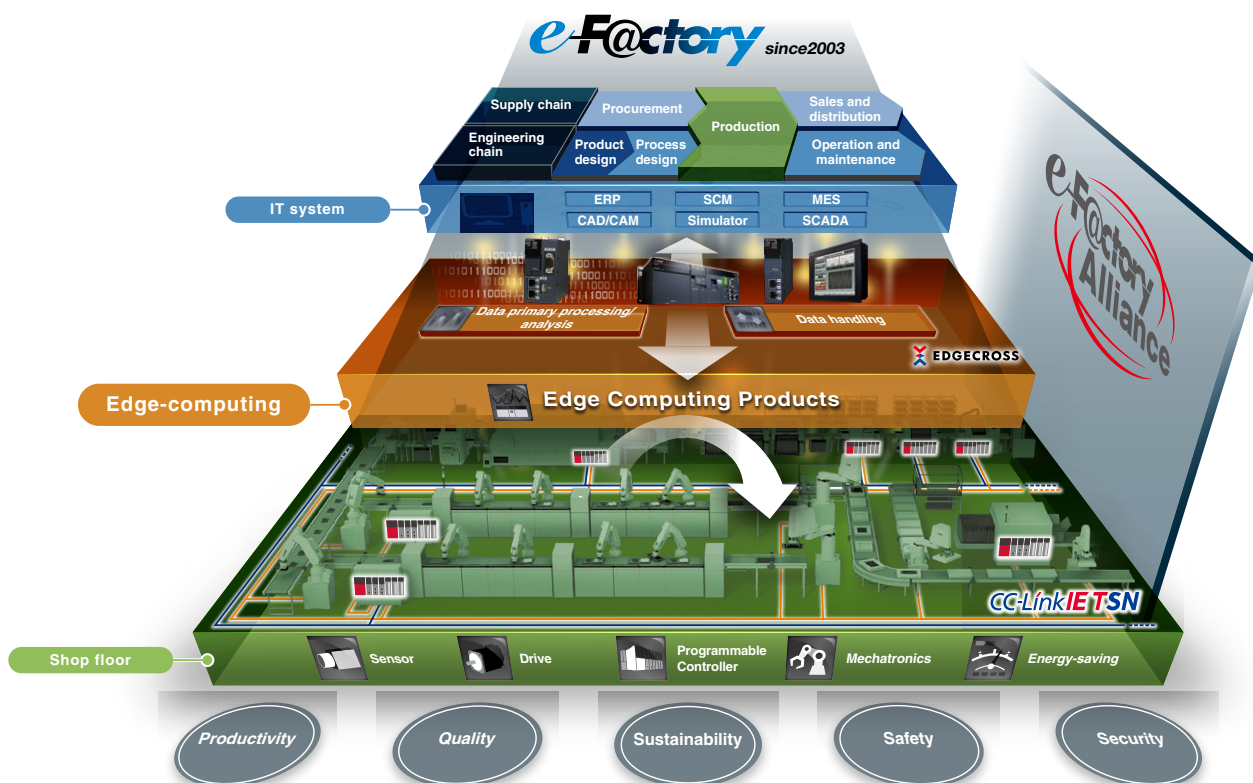 e-F@ctory since2003
Supply chain
Procurement
Production
Sales and
distribution
Engineering
chain
Product
design
Process
design
Operation and
maintenance
IT system
ERP
SCM
MES
CAD/CAM
Simulator
SCADA
Data primary processing/
analysis
Data handling
EDGECROSS
Edge-computing
Edge Computing Products
e-F@ctory
Alliance
CC-Link IE TSN
Shop floor
Sensor
Drive
Programmable
Controller
Mechatronics
Energy-saving
Productivity
Quality
Sustainability
Safety
Security